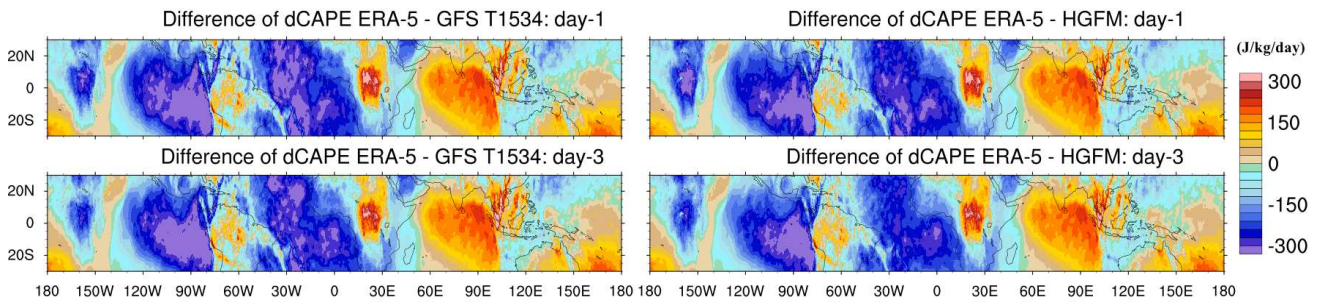 Difference of dCAPE ERA-5 - GFS T1534: day-1
Difference of dCAPE ERA-5 - HGFM: day-1
(J/kg/day)
20N
0
20S
300
150
0
-150
-300
Difference of dCAPE ERA-5 - GFS T1534: day-3
Difference of dCAPE ERA-5 - HGFM: day-3
20N
0
20S
180 150W 120W 90W 60W 30W 0 30E 60E 90E 120E 150E 180
180 150W 120W 90W 60W 30W 0 30E 60E 90E 120E 150E 180